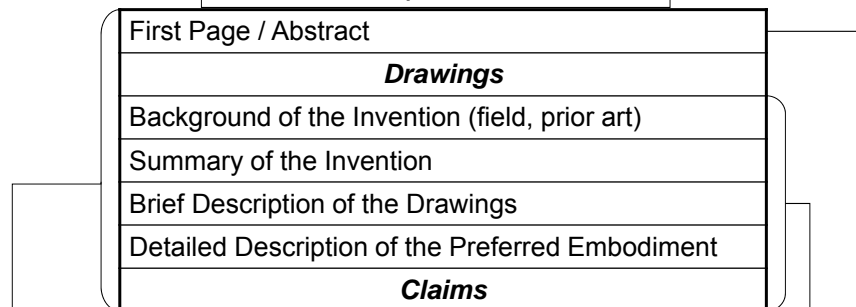 First Page / Abstract
Drawings
Background of the Invention (field, prior art)
Summary of the Invention
Brief Description of the Drawings
Detailed Description of the Preferred Embodiment
Claims